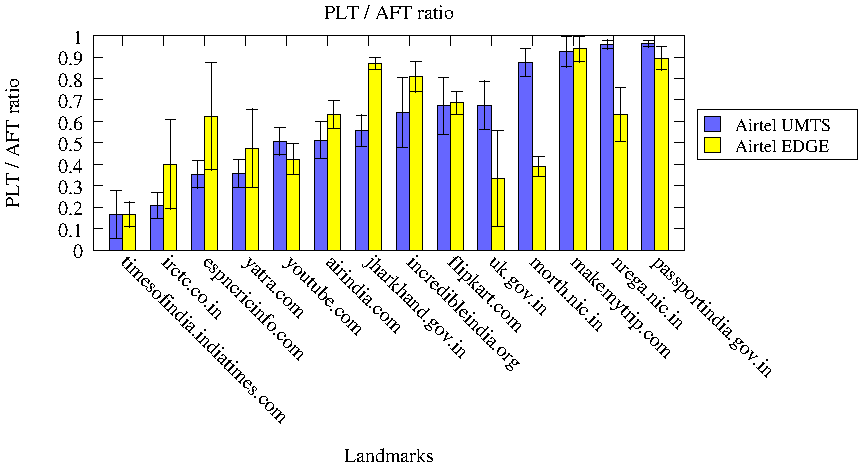 PLT / AFT ratio
PLT / AFT ratio
1
0.9
0.8
0.7
0.6
0.5
0.4
0.3
0.2
0.1
0
Airtel UMTS
Airtel EDGE
timesofindia.indiatimes.com
irctc.co.in
espncricinfo.com
yatra.com
youtube.com
airindia.com
jharkhand.gov.in
incredibleindia.org
flipkart.com
uk.gov.in
morth.nic.in
makemytrip.com
nrega.nic.in
passportindia.gov.in
Landmarks